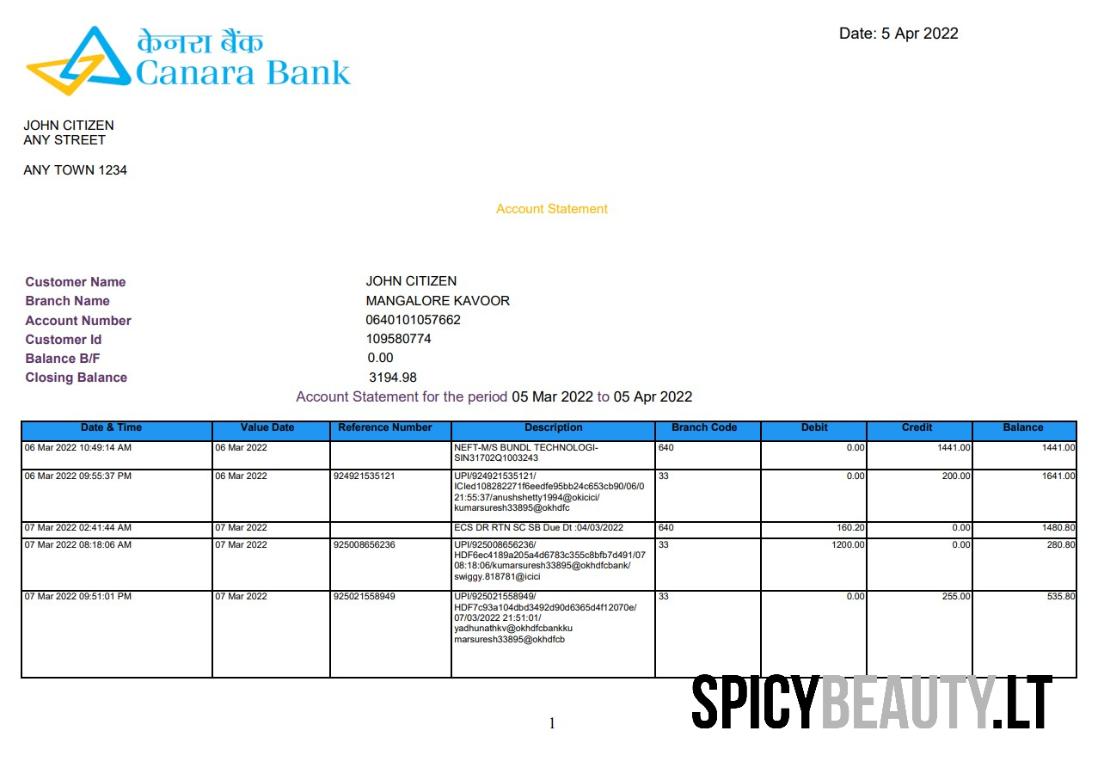 Date: 5 Apr 2022
केनरा बैंक
Canara Bank
JOHN CITIZEN
ANY STREET
ANY TOWN 1234
Account Statement
Customer Name JOHN CITIZEN
Branch Name MANGALORE KAVOOR
Account Number 0640101057662
Customer Id 109580774
Balance B/F 0.00
Closing Balance 3194.98
Account Statement for the period 05 Mar 2022 to 05 Apr 2022
Date & Time Value Date Reference Number Description Branch Code Debit Credit Balance
06 Mar 2022 10:49:14 AM 06 Mar 2022 NEFT-M/S BUNDL TECHNOLOGI- 640 0.00 1441.00 1441.00
SIN31702Q1003243
06 Mar 2022 09:55:37 PM 06 Mar 2022 924921535121 UPI/924921535121/ 33 0.00 200.00 1641.00
ICIed108282271f6eedfe95bb24c653cb90/06/0
21:55:37/anushshetty1994@okicici/
kumarsuresh33895@okhdfc
07 Mar 2022 02:41:44 AM 07 Mar 2022 ECS DR RTN SC SB Due Dt :04/03/2022 640 160.20 0.00 1480.80
07 Mar 2022 08:18:06 AM 07 Mar 2022 925008656236 UPI/925008656236/ 33 1200.00 0.00 280.80
HDF6ec4189a205a4d6783c355c8bfb7d491/07
08:18:06/kumarsuresh33895@okhdfcbank/
swiggy.818781@icici
07 Mar 2022 09:51:01 PM 07 Mar 2022 925021558949 UPI/925021558949/ 33 0.00 255.00 535.80
HDF7c93a104dbd3492d90d6365d4f12070e/
07/03/2022 21:51:01/
yadhunathkv@okhdfcbankku
marsuresh33895@okhdfcb
SPICYBEAUTY.LT
1